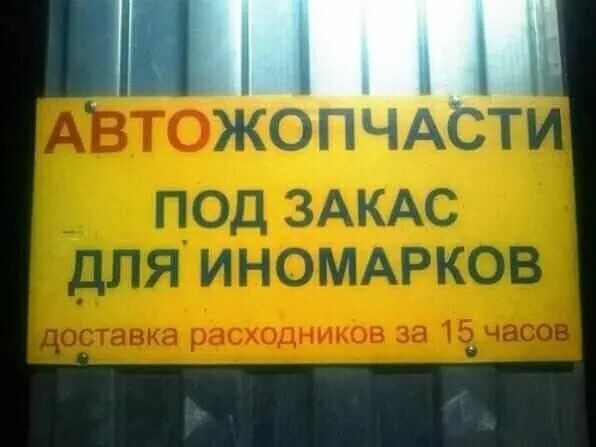 АВТОЖОПЧАСТИ
ПОД ЗАКАС
ДЛЯ ИНОМАРКОВ
доставка расходников за 15 часов